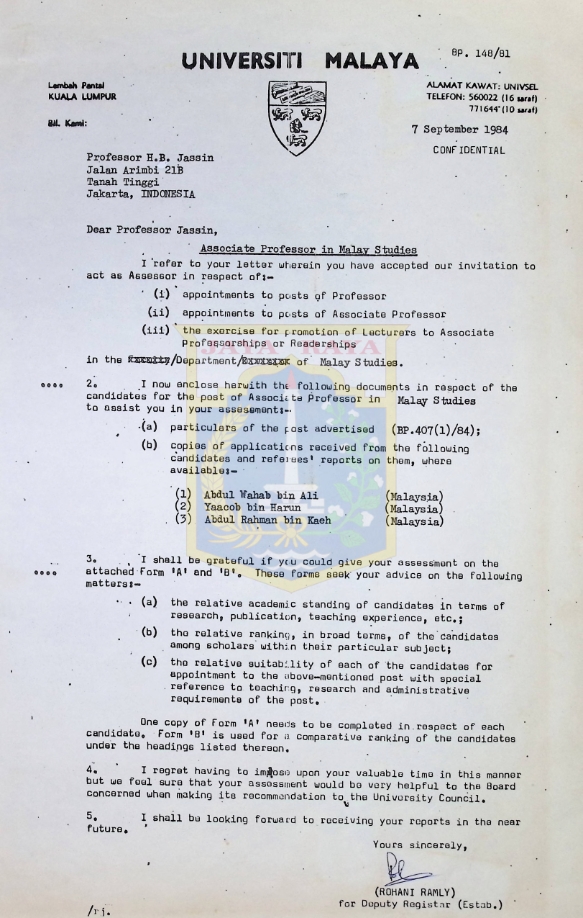 BP. 148/81
UNIVERSITI MALAYA
Lembah Pantai
KUALA LUMPUR
ALAMAT KAWAT: UNIVSEL
TELEFON: 560022 (16 saraf)
771644 (10 saraf)
Bil. Kami:
7 September 1984
CONFIDENTIAL
Professor H.B. Jassin
Jalan Arimbi 21B
Tanah Tinggi
Jakarta, INDONESIA
Dear Professor Jassin,
Associate Professor in Malay Studies
I refer to your letter wherein you have accepted our invitation to
act as Assessor in respect of:-
(i) appointments to posts of Professor
(ii) appointments to posts of Associate Professor
(iii) the exercise for promotion of Lecturers to Associate
Professorships or Readerships
in the /Department/ of Malay Studies.
JAYA RAYA
.... 2. I now enclose herwith the following documents in respect of the
candidates for the post of Associate Professor in Malay Studies
to assist you in your assesment:-
(a) particulars of the post advertised (BP.407(1)/84);
(b) copies of applications received from the following
candidates and referees' reports on them, where
available:-
(1) Abdul Wahab bin Ali (Malaysia)
(2) Yaacob bin Harun (Malaysia)
(3) Abdul Rahman bin Kaeh (Malaysia)
3. I shall be grateful if you could give your assessment on the
.... attached Form 'A' and 'B'. These forms seek your advice on the following
matters:-
(a) the relative academic standing of candidates in terms of
research, publication, teaching experience, etc.;
(b) the relative ranking, in broad terms, of the candidates
among scholars within their particular subject;
(c) the relative suitability of each of the candidates for
appointment to the above-mentioned post with special
reference to teaching, research and administrative
requirements of the post.
One copy of Form 'A' needs to be completed in respect of each
candidate. Form 'B' is used for a comparative ranking of the candidates
under the headings listed thereon.
4. I regret having to impose upon your valuable time in this manner
but we feel sure that your assessment would be very helpful to the Board
concerned when making its recommendation to the University Council.
5. I shall be looking forward to receiving your reports in the near
future.
Yours sincerely,
(ROHANI RAMLY)
for Deputy Registar (Estab.)
/rj.